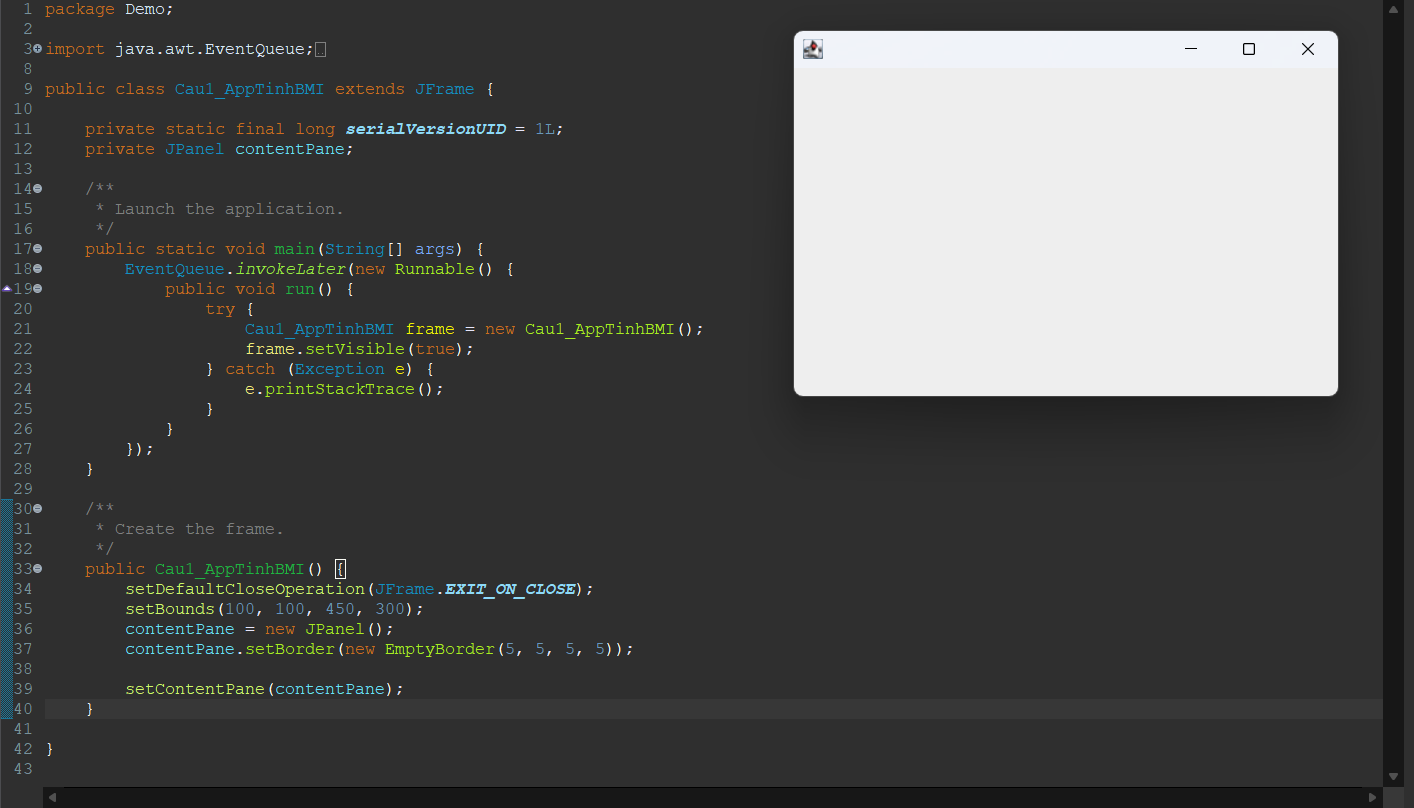 1 package Demo;
2
3 import java.awt.EventQueue;
8
9 public class Cau1_AppTinhBMI extends JFrame {
10
11     private static final long serialVersionUID = 1L;
12     private JPanel contentPane;
13
14     /**
15      * Launch the application.
16      */
17     public static void main(String[] args) {
18         EventQueue.invokeLater(new Runnable() {
19             public void run() {
20                 try {
21                     Cau1_AppTinhBMI frame = new Cau1_AppTinhBMI();
22                     frame.setVisible(true);
23                 } catch (Exception e) {
24                     e.printStackTrace();
25                 }
26             }
27         });
28     }
29
30     /**
31      * Create the frame.
32      */
33     public Cau1_AppTinhBMI() {
34         setDefaultCloseOperation(JFrame.EXIT_ON_CLOSE);
35         setBounds(100, 100, 450, 300);
36         contentPane = new JPanel();
37         contentPane.setBorder(new EmptyBorder(5, 5, 5, 5));
38
39         setContentPane(contentPane);
40     }
41
42 }
43